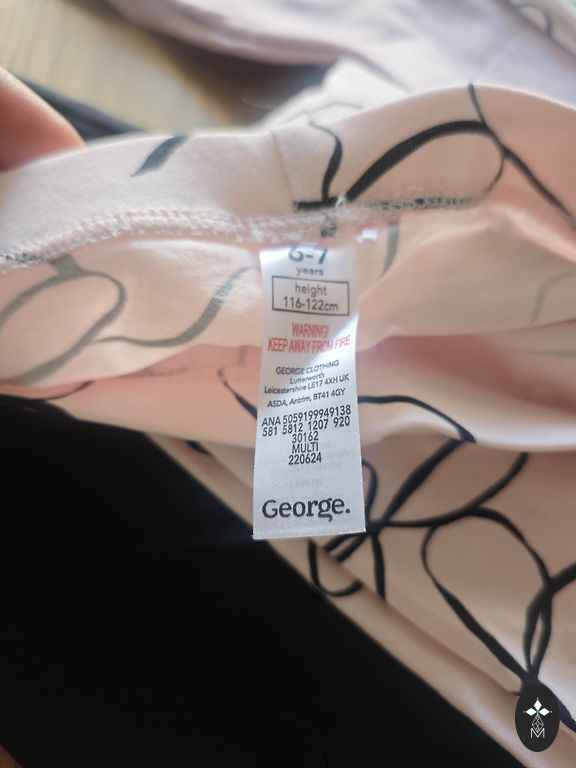 6-7
years
height
116-122cm
WARNING!
KEEP AWAY FROM FIRE
GEORGE CLOTHING
Lutterworth
Leicestershire LE17 4XH UK
ASDA, Antrim, BT41 4GY
ANA 5059199949138
581 5812 1207 920
30162
MULTI
220624
George.
M